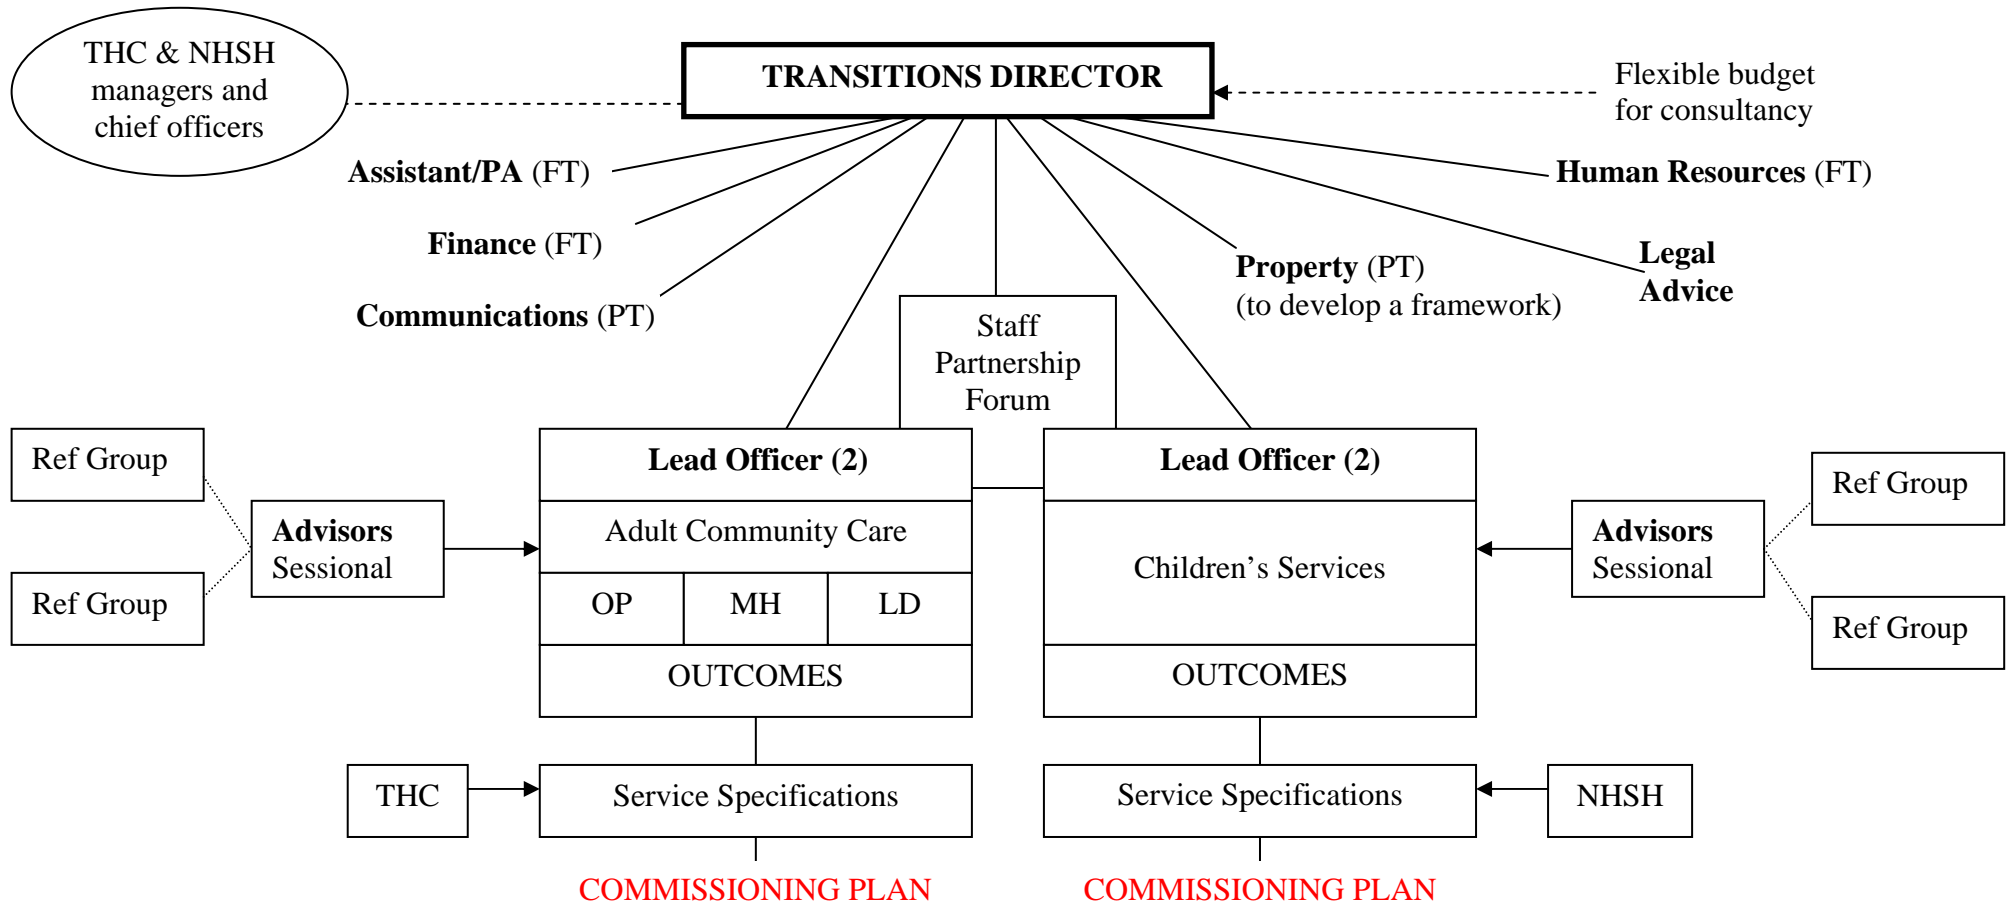 THC & NHSH
managers and
chief officers
TRANSITIONS DIRECTOR
Flexible budget
for consultancy
Assistant/PA (FT)
Human Resources (FT)
Finance (FT)
Legal
Advice
Property (PT)
(to develop a framework)
Communications (PT)
Staff
Partnership
Forum
Ref Group
Ref Group
Advisors
Sessional
Lead Officer (2)
Adult Community Care
OP MH LD
OUTCOMES
Lead Officer (2)
Children’s Services
OUTCOMES
Advisors
Sessional
Ref Group
Ref Group
THC
Service Specifications
Service Specifications
NHSH
COMMISSIONING PLAN
COMMISSIONING PLAN